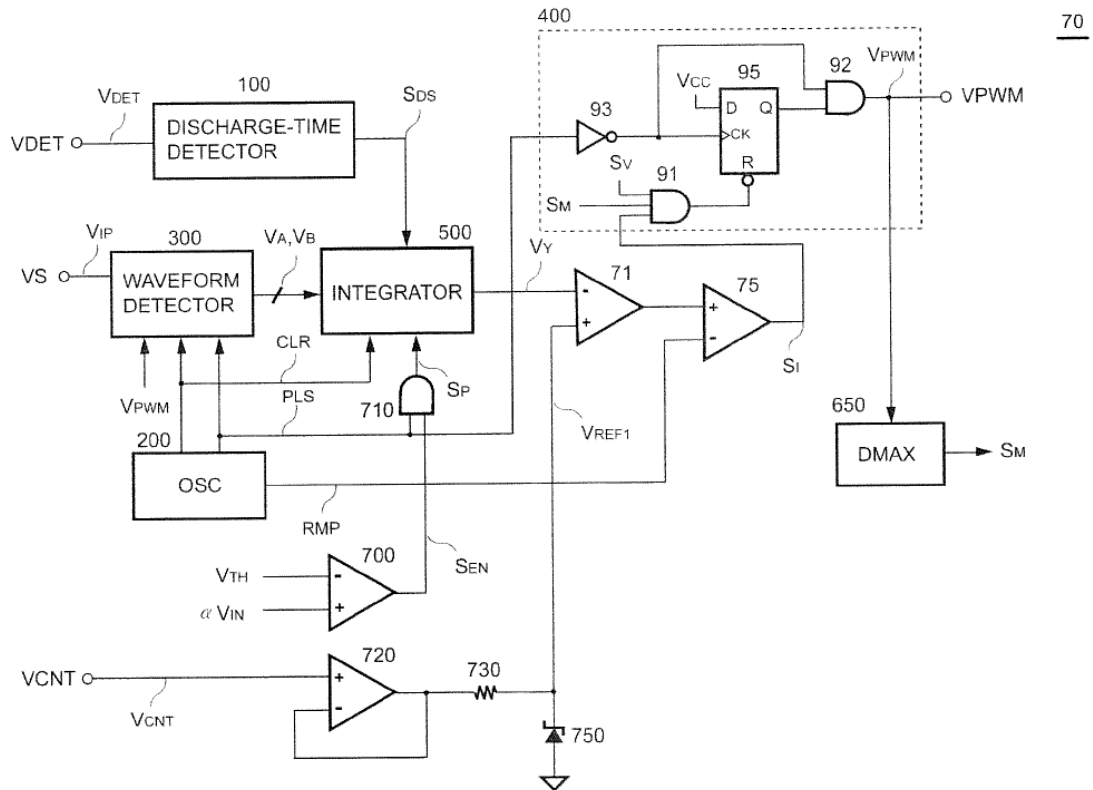 400
70
100
VDET
VDET
DISCHARGE-TIME
DETECTOR
SDS
93
VCC
95
D
Q
CK
R
92
VPWM
VPWM
SV
SM
91
VIP
VS
300
VA,VB
WAVEFORM
DETECTOR
500
INTEGRATOR
VY
71
-
+
75
+
-
SI
CLR
SP
VPWM
PLS
710
200
OSC
VREF1
650
DMAX
SM
RMP
SEN
700
VTH
-
α VIN
+
VCNT
VCNT
720
+
-
730
750